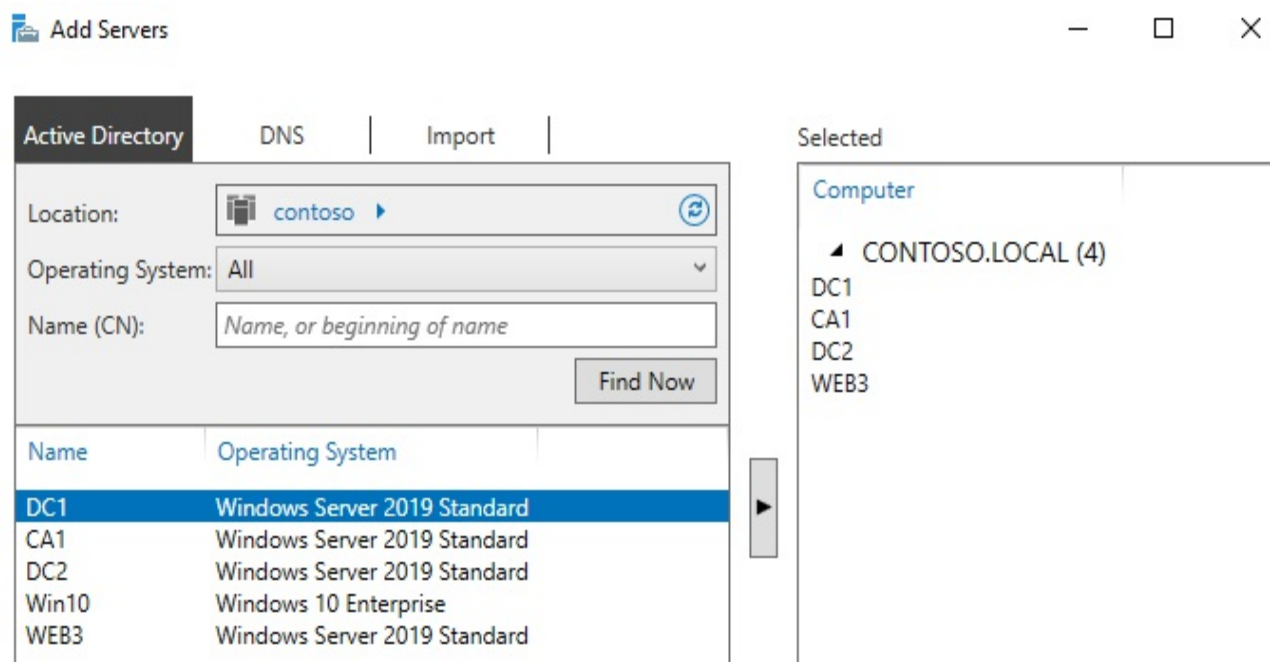 Add Servers
Active Directory
DNS
Import
Location:
contoso
Operating System:
All
Name (CN):
Name, or beginning of name
Find Now
Name Operating System
DC1 Windows Server 2019 Standard
CA1 Windows Server 2019 Standard
DC2 Windows Server 2019 Standard
Win10 Windows 10 Enterprise
WEB3 Windows Server 2019 Standard
Selected
Computer
CONTOSO.LOCAL (4)
DC1
CA1
DC2
WEB3